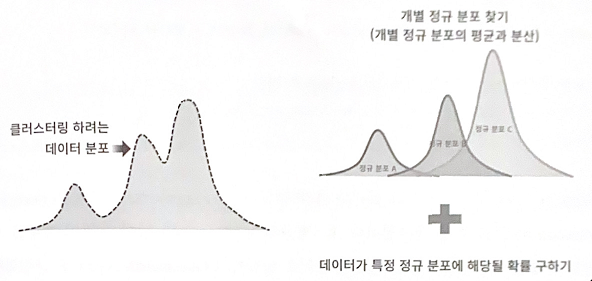 개별 정규 분포 찾기
(개별 정규 분포의 평균과 분산)
클러스터링 하려는
데이터 분포
정규 분포 A
정규 분포 B
정규 분포 C
데이터가 특정 정규 분포에 해당될 확률 구하기